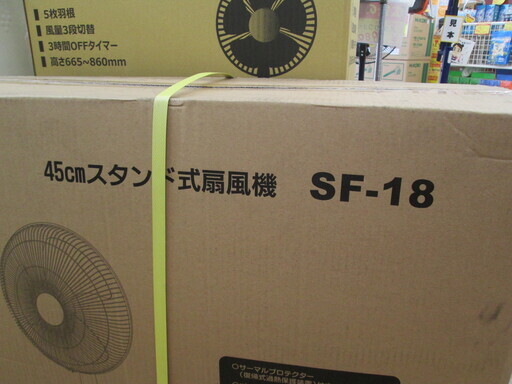 5枚羽根
風量3段切替
3時間OFFタイマー
高さ665~860mm
見本
45cmスタンド式扇風機 SF-18
○サーマルプロテクター